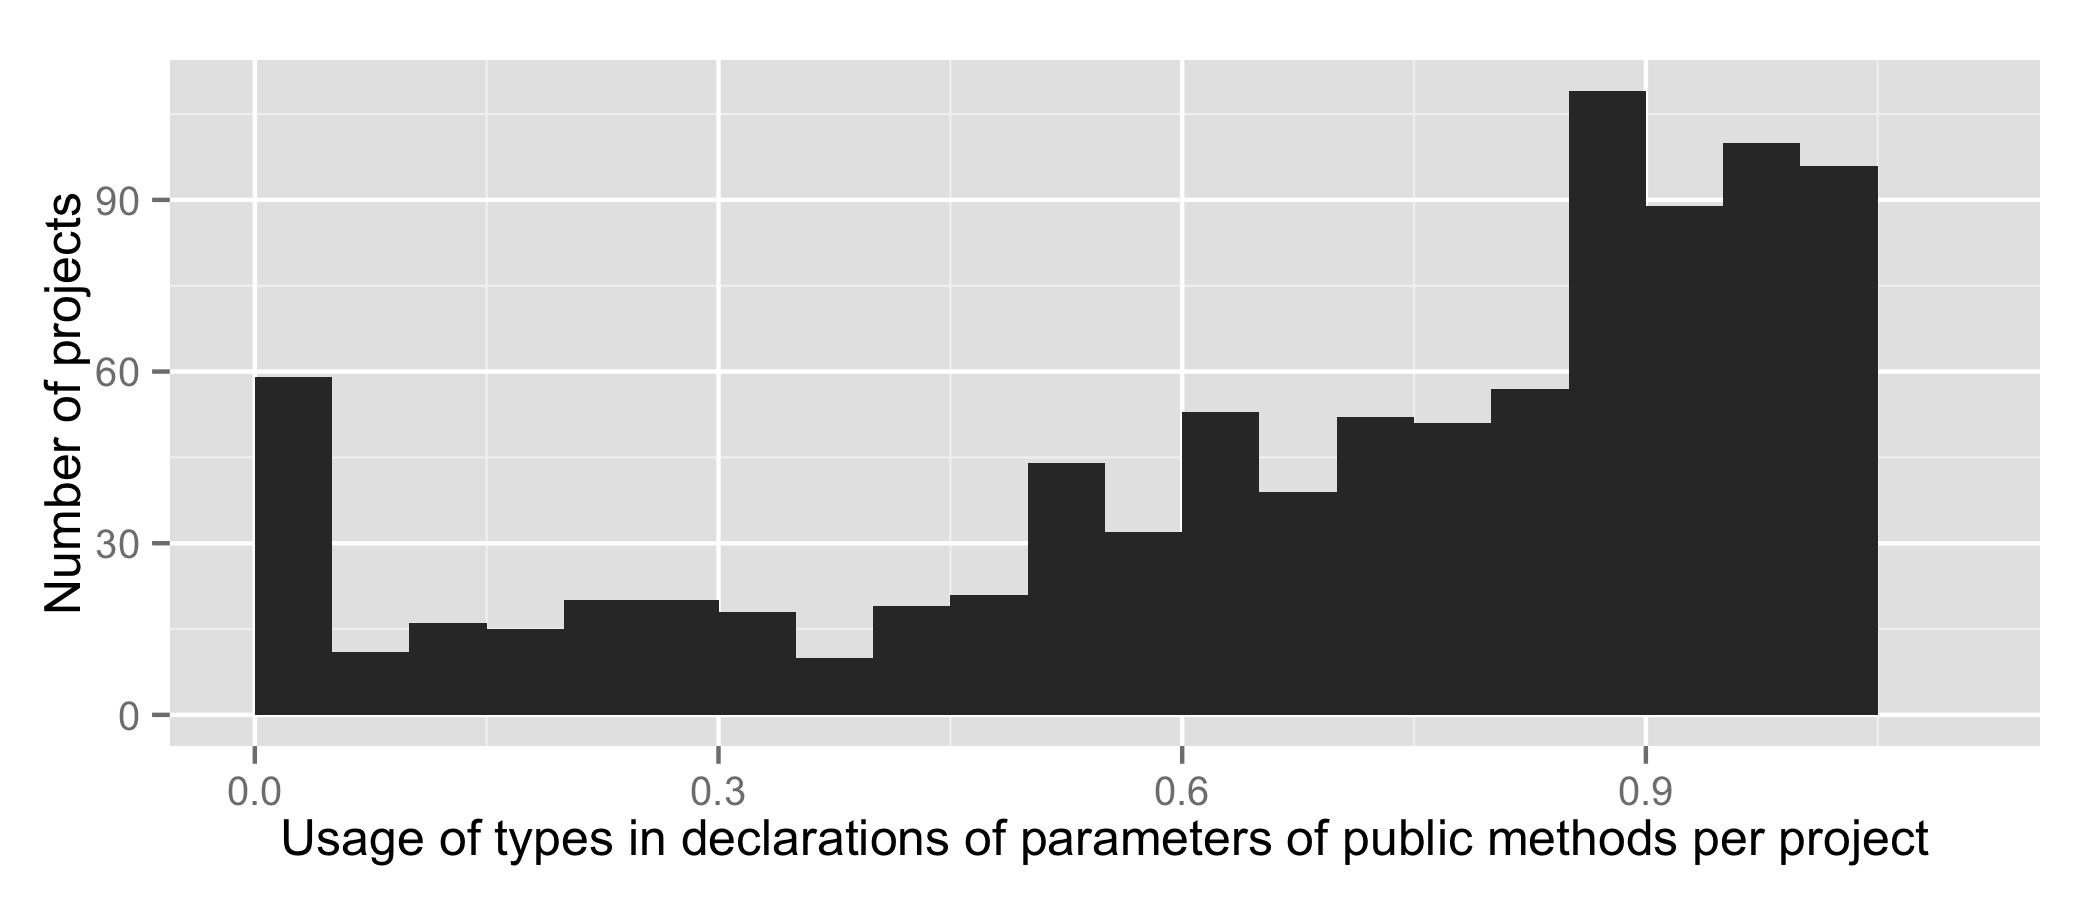 Number of projects
90
60
30
0
0.0 0.3 0.6 0.9
Usage of types in declarations of parameters of public methods per project